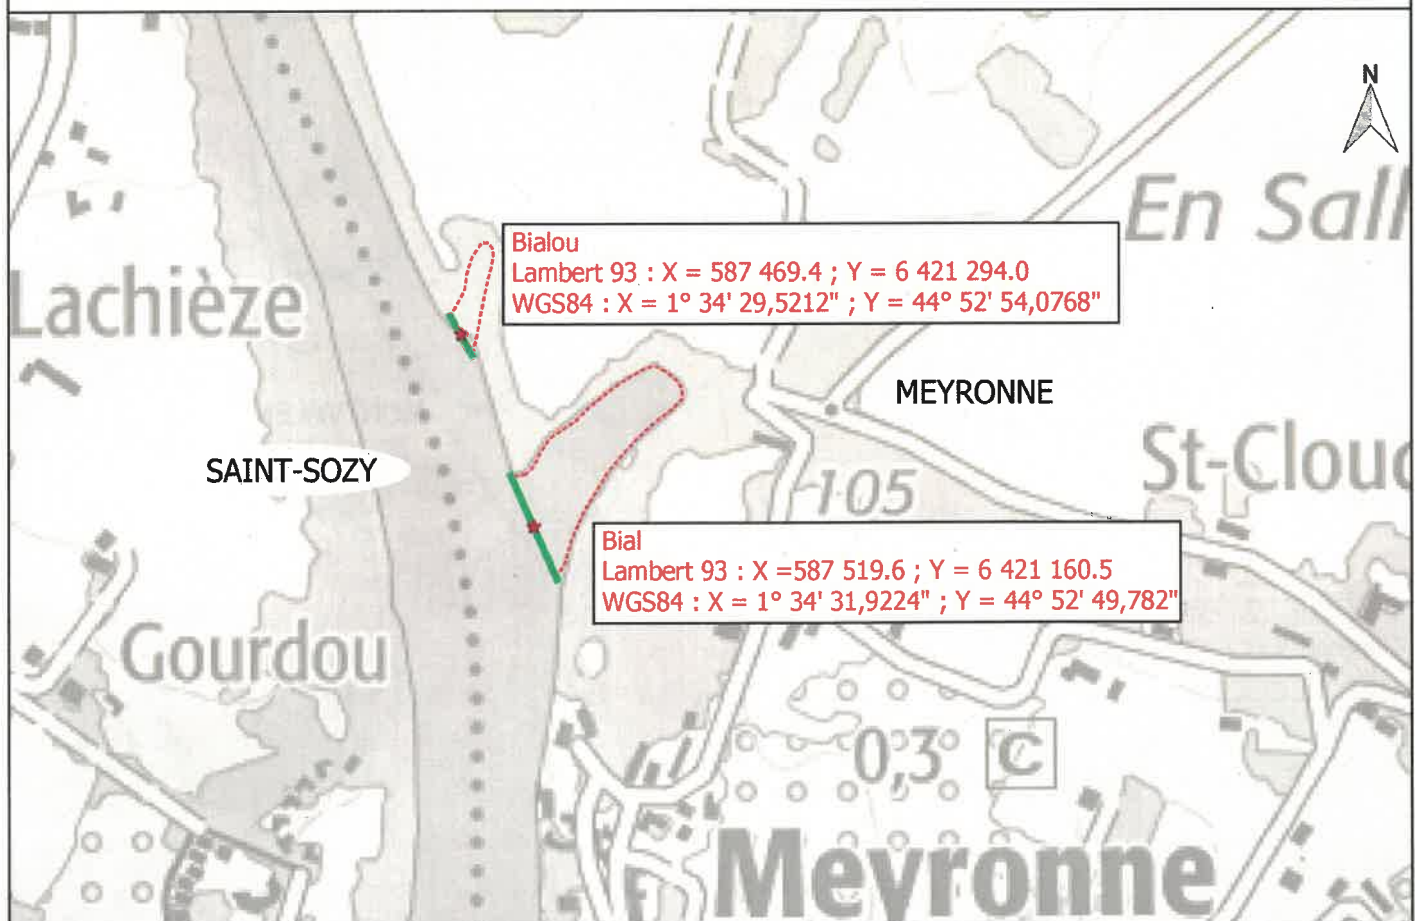 N
En Sall
Bialou
Lambert 93 : X = 587 469.4 ; Y = 6 421 294.0
WGS84 : X = 1° 34' 29,5212" ; Y = 44° 52' 54,0768"
Lachièze
MEYRONNE
SAINT-SOZY
St-Cloud
105
Bial
Lambert 93 : X =587 519.6 ; Y = 6 421 160.5
WGS84 : X = 1° 34' 31,9224" ; Y = 44° 52' 49,782"
Gourdou
0,3
C
Meyronne